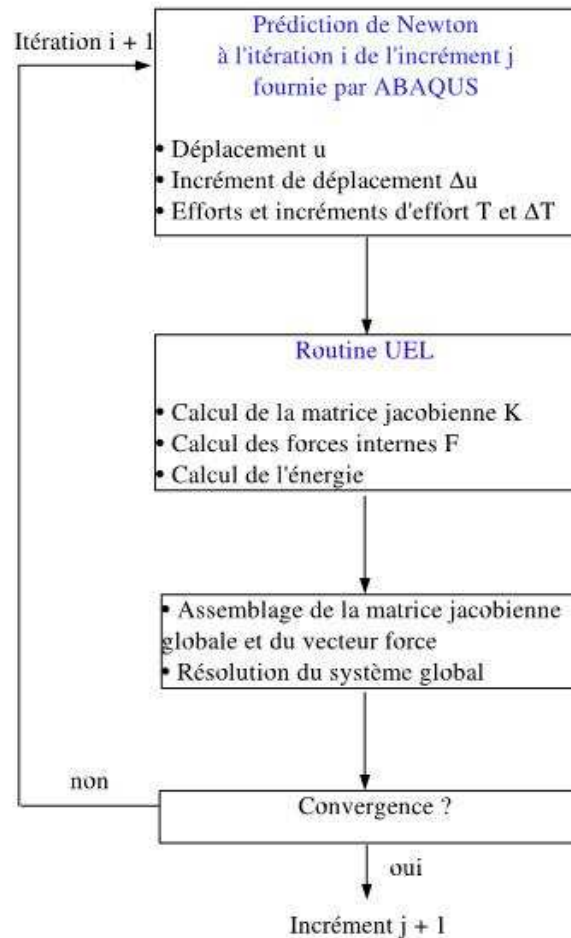 Itération i + 1
Prédiction de Newton
à l'itération i de l'incrément j
fournie par ABAQUS
• Déplacement u
• Incrément de déplacement Δu
• Efforts et incréments d'effort T et ΔT
Routine UEL
• Calcul de la matrice jacobienne K
• Calcul des forces internes F
• Calcul de l'énergie
• Assemblage de la matrice jacobienne
globale et du vecteur force
• Résolution du système global
non
Convergence ?
oui
Incrément j + 1